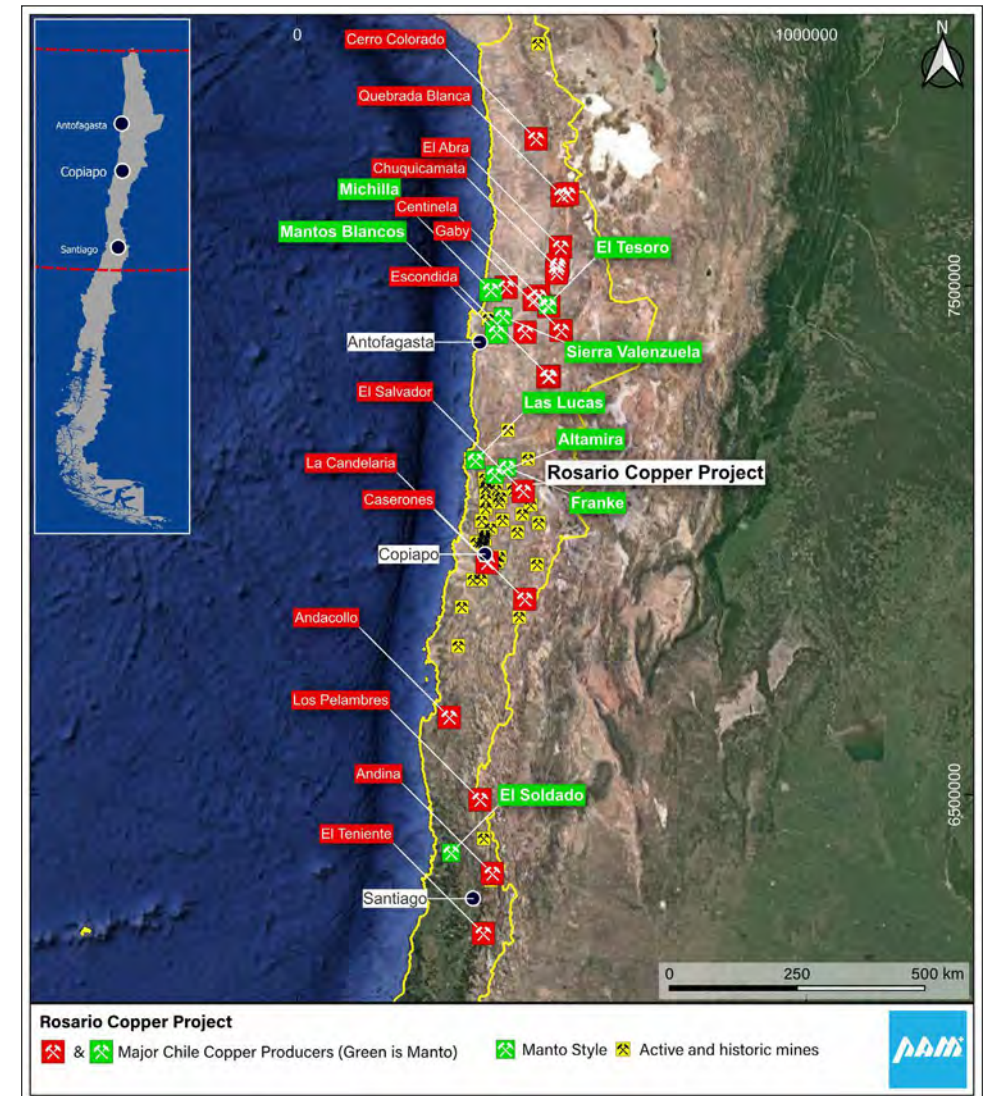 0
1000000
N
Cerro Colorado
Quebrada Blanca
El Abra
Chuquicamata
Michilla
Centinela
Mantos Blancos
Gaby
El Tesoro
Escondida
7500000
Antofagasta
Sierra Valenzuela
El Salvador
Las Lucas
Altamira
La Candelaria
Rosario Copper Project
Caserones
Franke
Copiapo
Andacollo
Los Pelambres
Andina
El Soldado
6500000
El Teniente
Santiago
Antofagasta
Copiapo
Santiago
0 250 500 km
Rosario Copper Project
& Major Chile Copper Producers (Green is Manto)
Manto Style
Active and historic mines
PAM